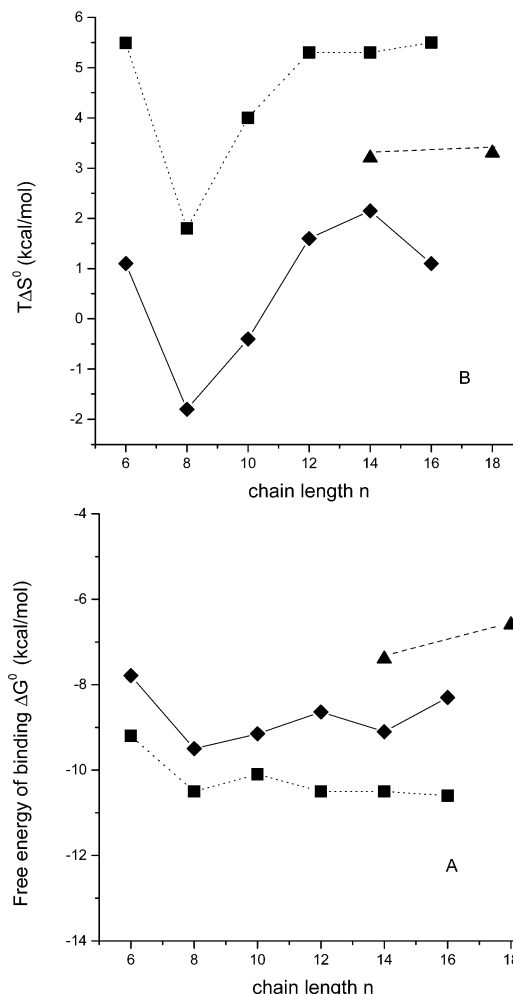 6
5
4
3
2
1
0
-1
-2
TΔS⁰ (kcal/mol)
B
6 8 10 12 14 16 18
chain length n
-4
-6
-8
-10
-12
-14
Free energy of binding ΔG⁰ (kcal/mol)
A
6 8 10 12 14 16 18
chain length n